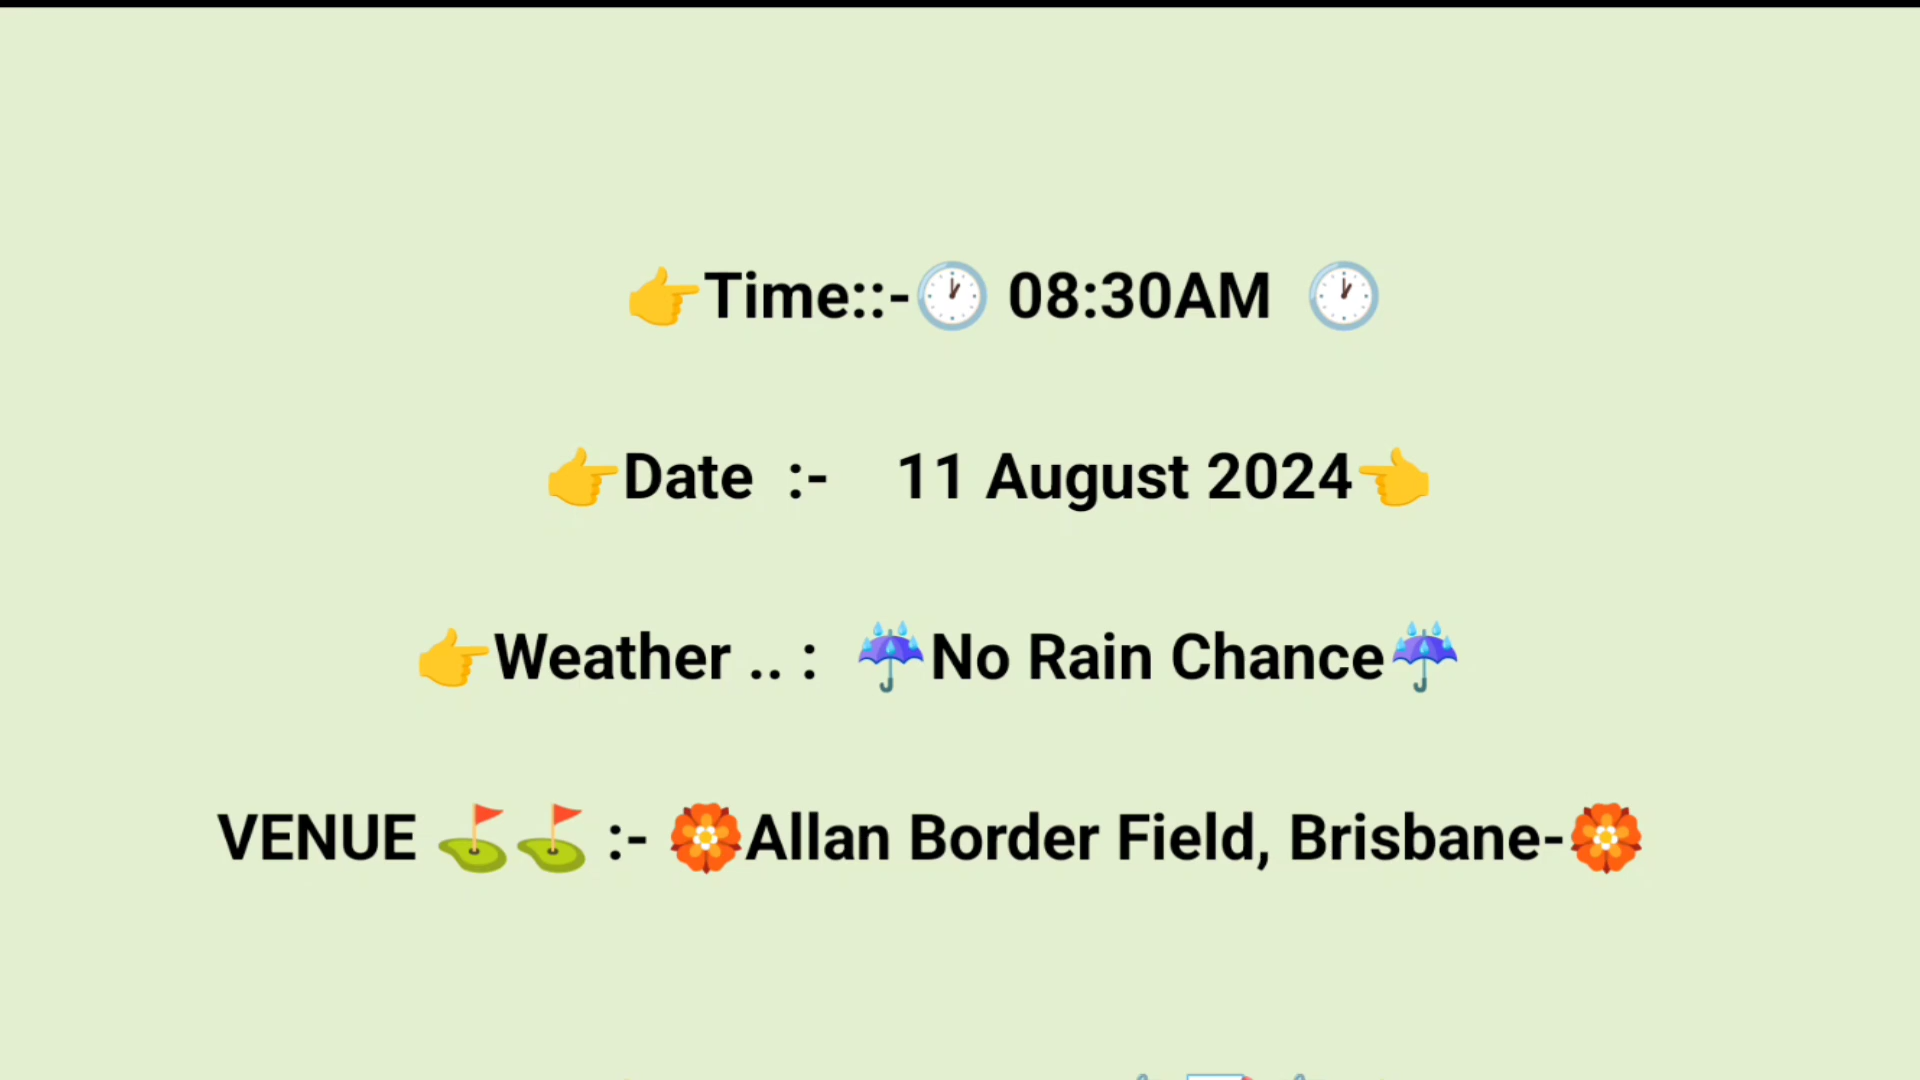 👉Time::-🕐 08:30AM 🕐
👉Date :- 11 August 2024👈
👉Weather .. : ☔No Rain Chance☔
VENUE ⛳⛳ :- 🏵️Allan Border Field, Brisbane-🏵️